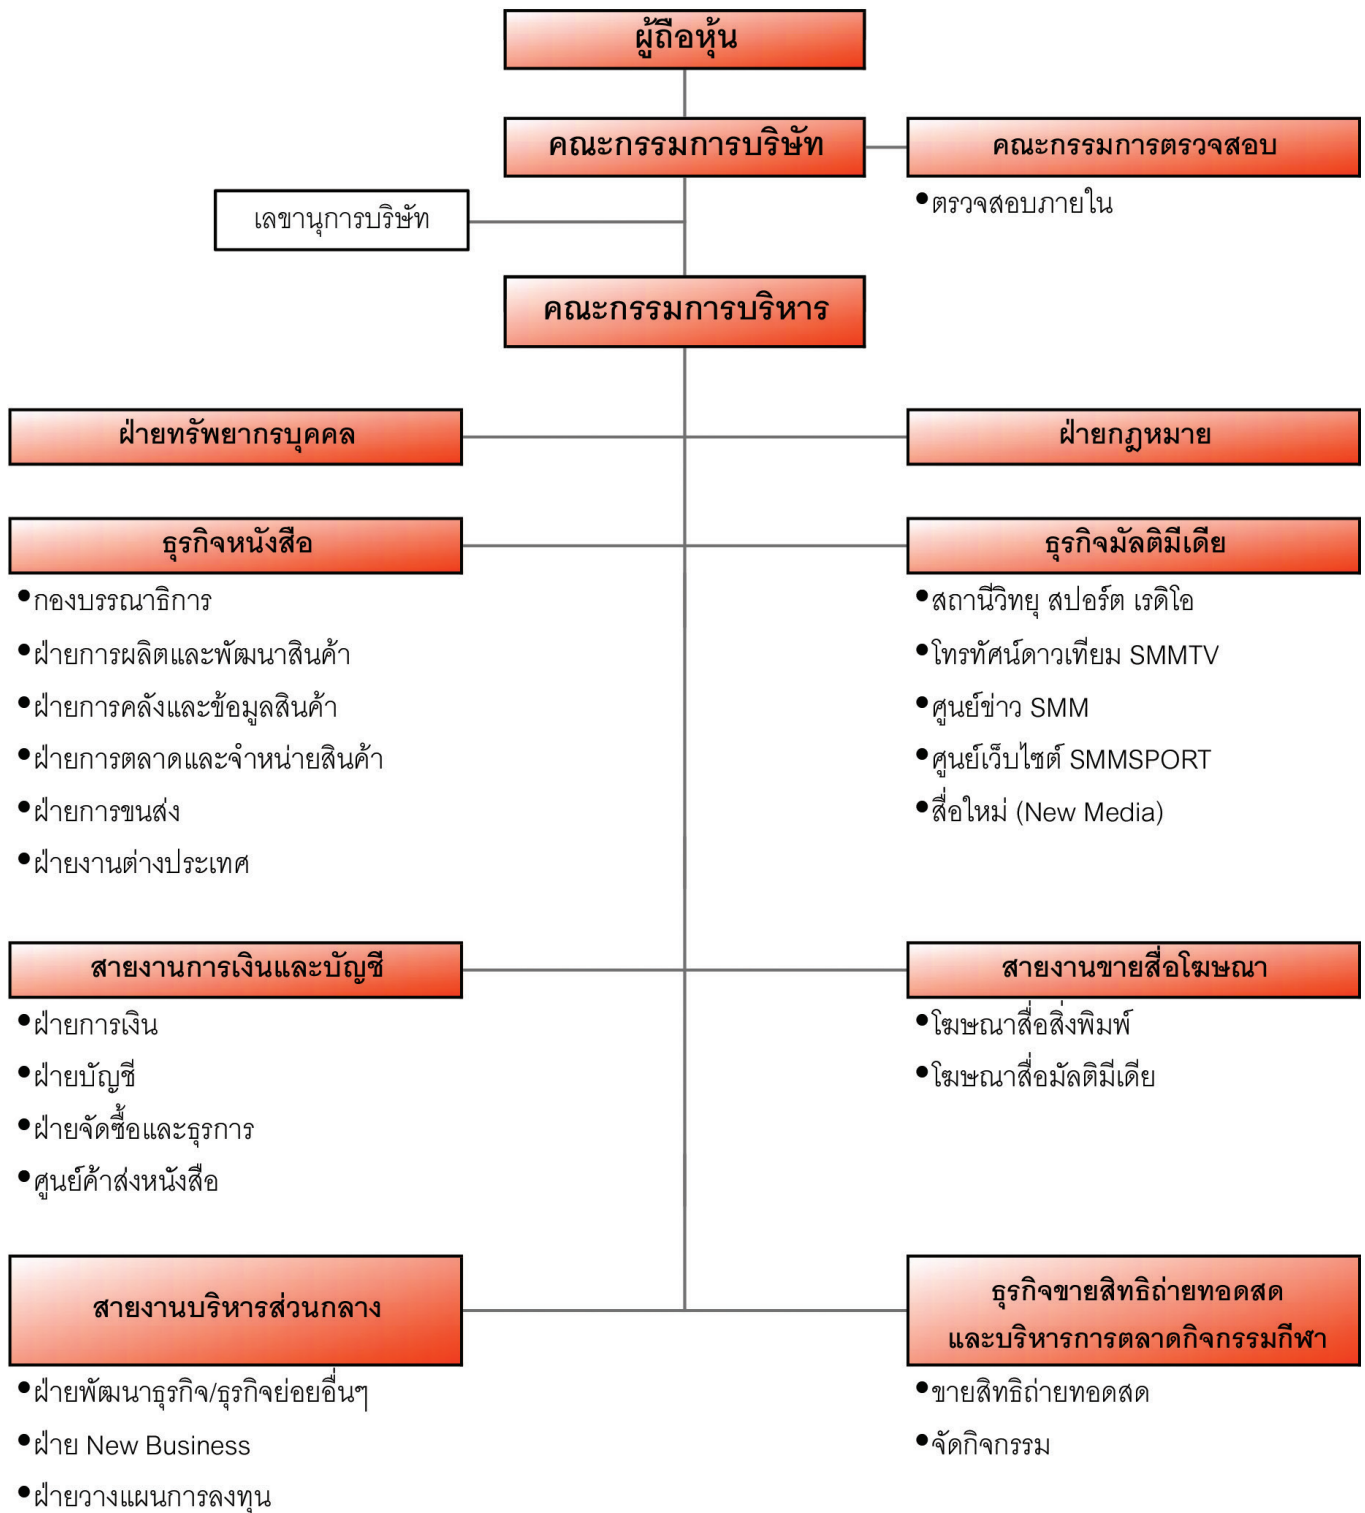 ผู้ถือหุ้น
คณะกรรมการบริษัท
คณะกรรมการตรวจสอบ
•ตรวจสอบภายใน
เลขานุการบริษัท
คณะกรรมการบริหาร
ฝ่ายทรัพยากรบุคคล
ฝ่ายกฎหมาย
ธุรกิจหนังสือ
•กองบรรณาธิการ
•ฝ่ายการผลิตและพัฒนาสินค้า
•ฝ่ายการคลังและข้อมูลสินค้า
•ฝ่ายการตลาดและจำหน่ายสินค้า
•ฝ่ายการขนส่ง
•ฝ่ายงานต่างประเทศ
ธุรกิจมัลติมีเดีย
•สถานีวิทยุ สปอร์ต เรดิโอ
•โทรทัศน์ดาวเทียม SMMTV
•ศูนย์ข่าว SMM
•ศูนย์เว็บไซต์ SMMSPORT
•สื่อใหม่ (New Media)
สายงานการเงินและบัญชี
•ฝ่ายการเงิน
•ฝ่ายบัญชี
•ฝ่ายจัดซื้อและธุรการ
•ศูนย์ค้าส่งหนังสือ
สายงานขายสื่อโฆษณา
•โฆษณาสื่อสิ่งพิมพ์
•โฆษณาสื่อมัลติมีเดีย
สายงานบริหารส่วนกลาง
•ฝ่ายพัฒนาธุรกิจ/ธุรกิจย่อยอื่นๆ
•ฝ่าย New Business
•ฝ่ายวางแผนการลงทุน
ธุรกิจขายสิทธิถ่ายทอดสด
และบริหารการตลาดกิจกรรมกีฬา
•ขายสิทธิถ่ายทอดสด
•จัดกิจกรรม